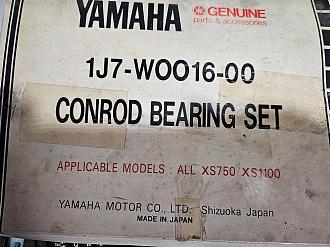 YAMAHA GENUINE
parts & accessories
1J7-W0016-00
CONROD BEARING SET
APPLICABLE MODELS : ALL XS750 XS1100
YAMAHA MOTOR CO., LTD. Shizuoka Japan
MADE IN JAPAN